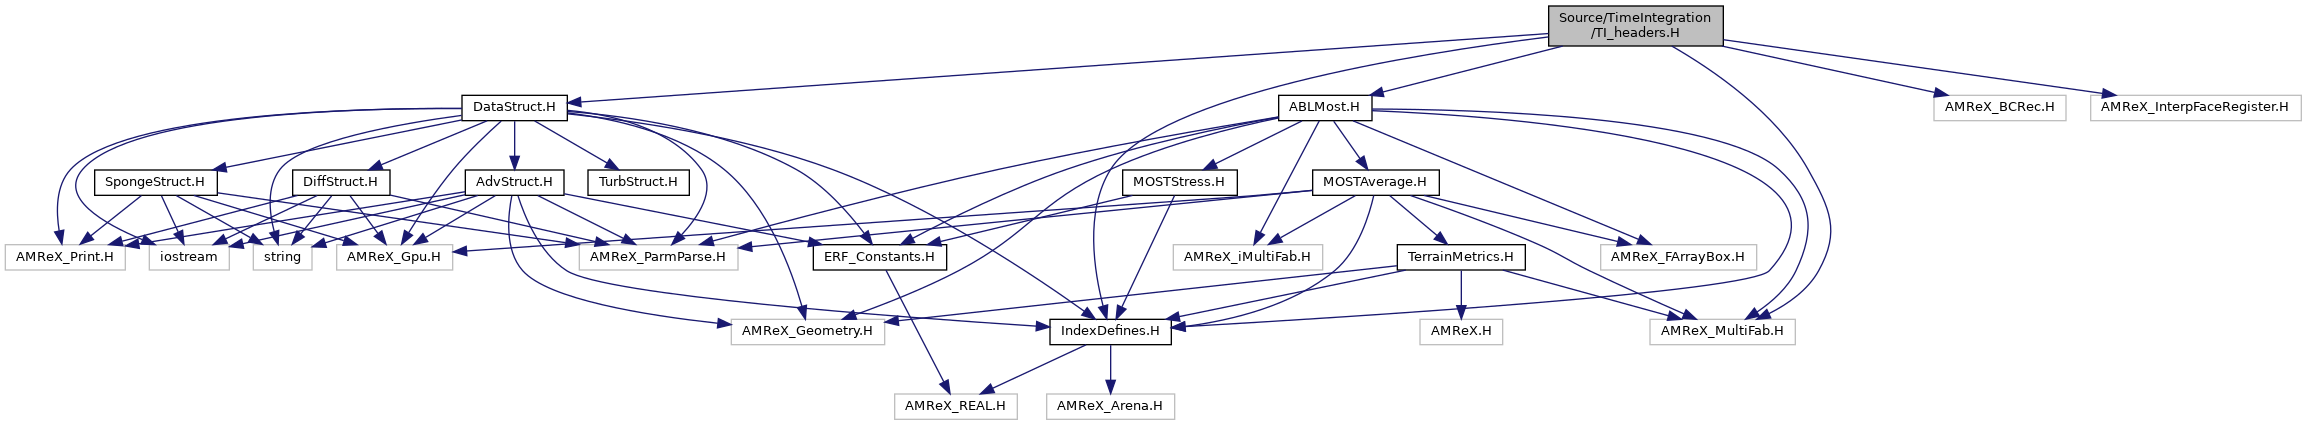 Source/TimeIntegration
/TI_headers.H
DataStruct.H
ABLMost.H
AMReX_BCRec.H
AMReX_InterpFaceRegister.H
SpongeStruct.H
DiffStruct.H
AdvStruct.H
TurbStruct.H
MOSTStress.H
MOSTAverage.H
AMReX_Print.H
iostream
string
AMReX_Gpu.H
AMReX_ParmParse.H
ERF_Constants.H
AMReX_iMultiFab.H
TerrainMetrics.H
AMReX_FArrayBox.H
AMReX_Geometry.H
IndexDefines.H
AMReX.H
AMReX_MultiFab.H
AMReX_REAL.H
AMReX_Arena.H